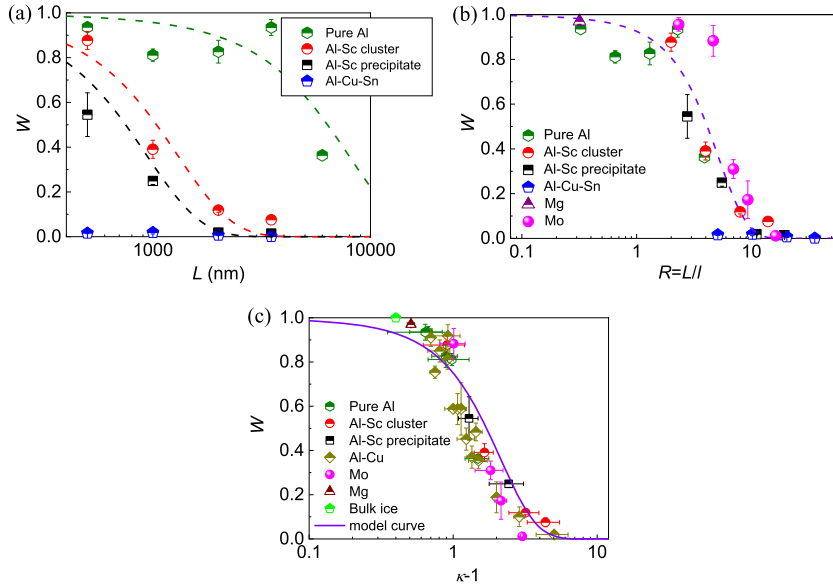 (a)
1.0
0.8
0.6
0.4
0.2
0.0
W
1000
10000
L (nm)
Pure Al
Al-Sc cluster
Al-Sc precipitate
Al-Cu-Sn
(b)
1.0
0.8
0.6
0.4
0.2
0.0
W
0.1
1
10
R=L/l
Pure Al
Al-Sc cluster
Al-Sc precipitate
Al-Cu-Sn
Mg
Mo
(c)
1.0
0.8
0.6
0.4
0.2
0.0
W
0.1
1
10
κ-1
Pure Al
Al-Sc cluster
Al-Sc precipitate
Al-Cu
Mo
Mg
Bulk ice
model curve